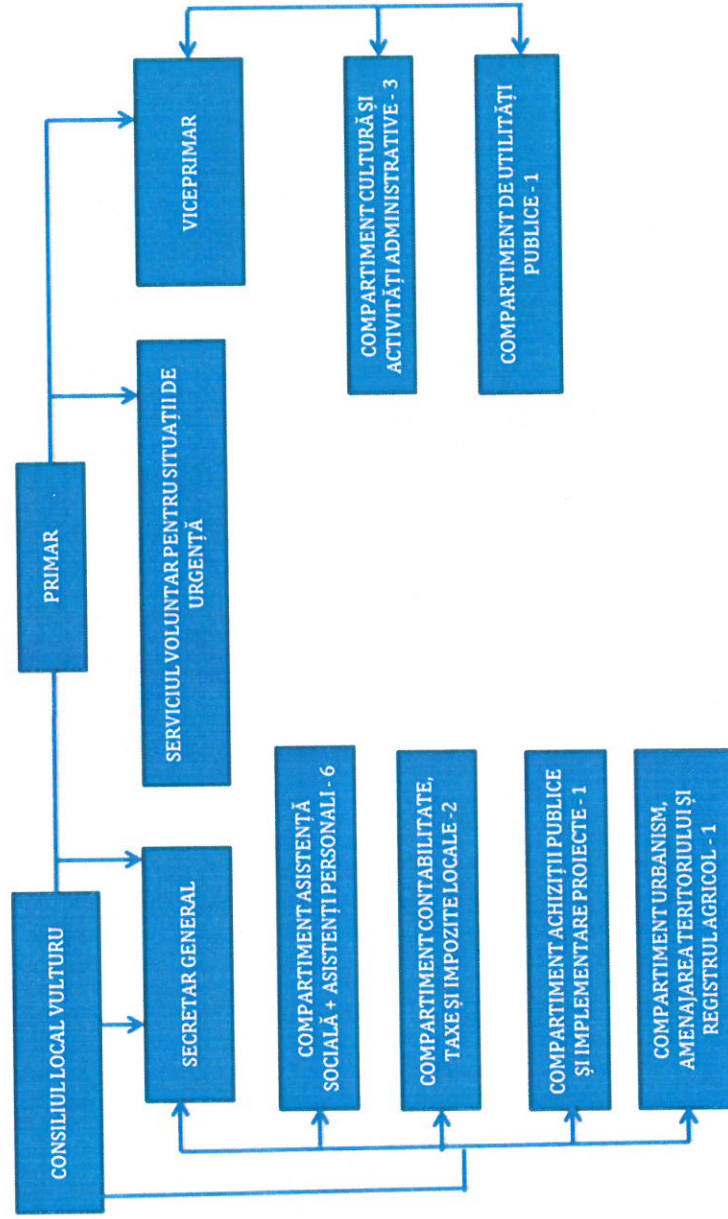 CONSILIUL LOCAL VULTURU
PRIMAR
SECRETAR GENERAL
SERVICIUL VOLUNTAR PENTRU SITUAȚII DE
URGENȚĂ
VICEPRIMAR
COMPARTIMENT ASISTENȚĂ
SOCIALĂ + ASISTENȚI PERSONALI - 6
COMPARTIMENT CONTABILITATE,
TAXE ȘI IMPOZITE LOCALE -2
COMPARTIMENT ACHIZIȚII PUBLICE
ȘI IMPLEMENTARE PROIECTE - 1
COMPARTIMENT URBANISM,
AMENAJAREA TERITORIULUI ȘI
REGISTRUL AGRICOL - 1
COMPARTIMENT CULTURĂ ȘI
ACTIVITĂȚI ADMINISTRATIVE - 3
COMPARTIMENT DE UTILITĂȚI
PUBLICE - 1